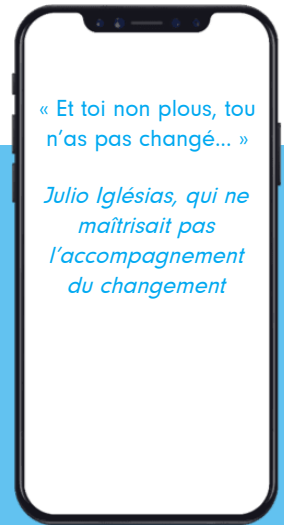 « Et toi non plous, tou
n’as pas changé... »
Julio Iglésias, qui ne
maîtrisait pas
l’accompagnement
du changement